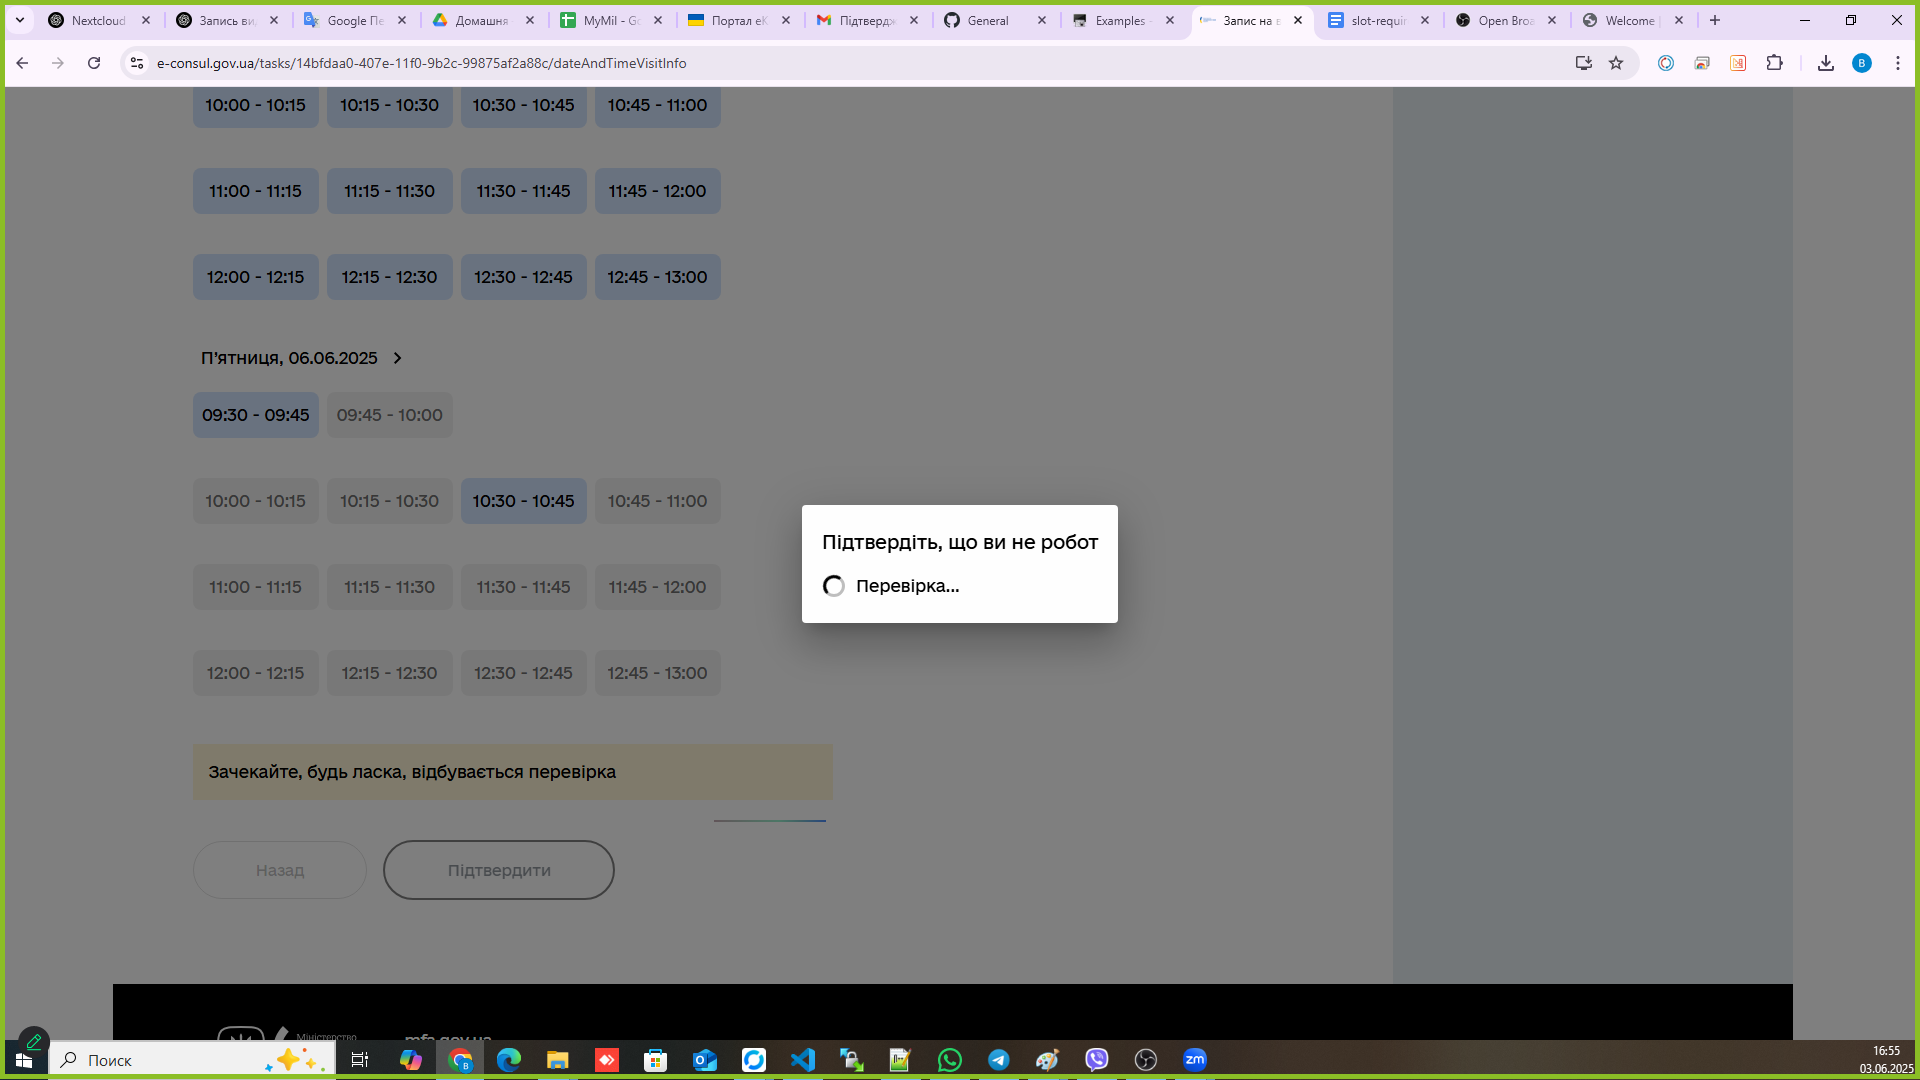 Nextcloud
Запись ви
Google Пе
Домашня
MyMil - Go
Портал еК
Підтвердж
General
Examples -
Запис на в
slot-requir
Open Broa
Welcome
e-consul.gov.ua/tasks/14bfdaa0-407e-11f0-9b2c-99875af2a88c/dateAndTimeVisitInfo
B
10:00 - 10:15 10:15 - 10:30 10:30 - 10:45 10:45 - 11:00
11:00 - 11:15 11:15 - 11:30 11:30 - 11:45 11:45 - 12:00
12:00 - 12:15 12:15 - 12:30 12:30 - 12:45 12:45 - 13:00
П'ятниця, 06.06.2025
09:30 - 09:45 09:45 - 10:00
10:00 - 10:15 10:15 - 10:30 10:30 - 10:45 10:45 - 11:00
11:00 - 11:15 11:15 - 11:30 11:30 - 11:45 11:45 - 12:00
12:00 - 12:15 12:15 - 12:30 12:30 - 12:45 12:45 - 13:00
Підтвердіть, що ви не робот
Перевірка...
Зачекайте, будь ласка, відбувається перевірка
Назад
Підтвердити
Міністерство
mfa.gov.ua
Поиск
zm
16:55
03.06.2025